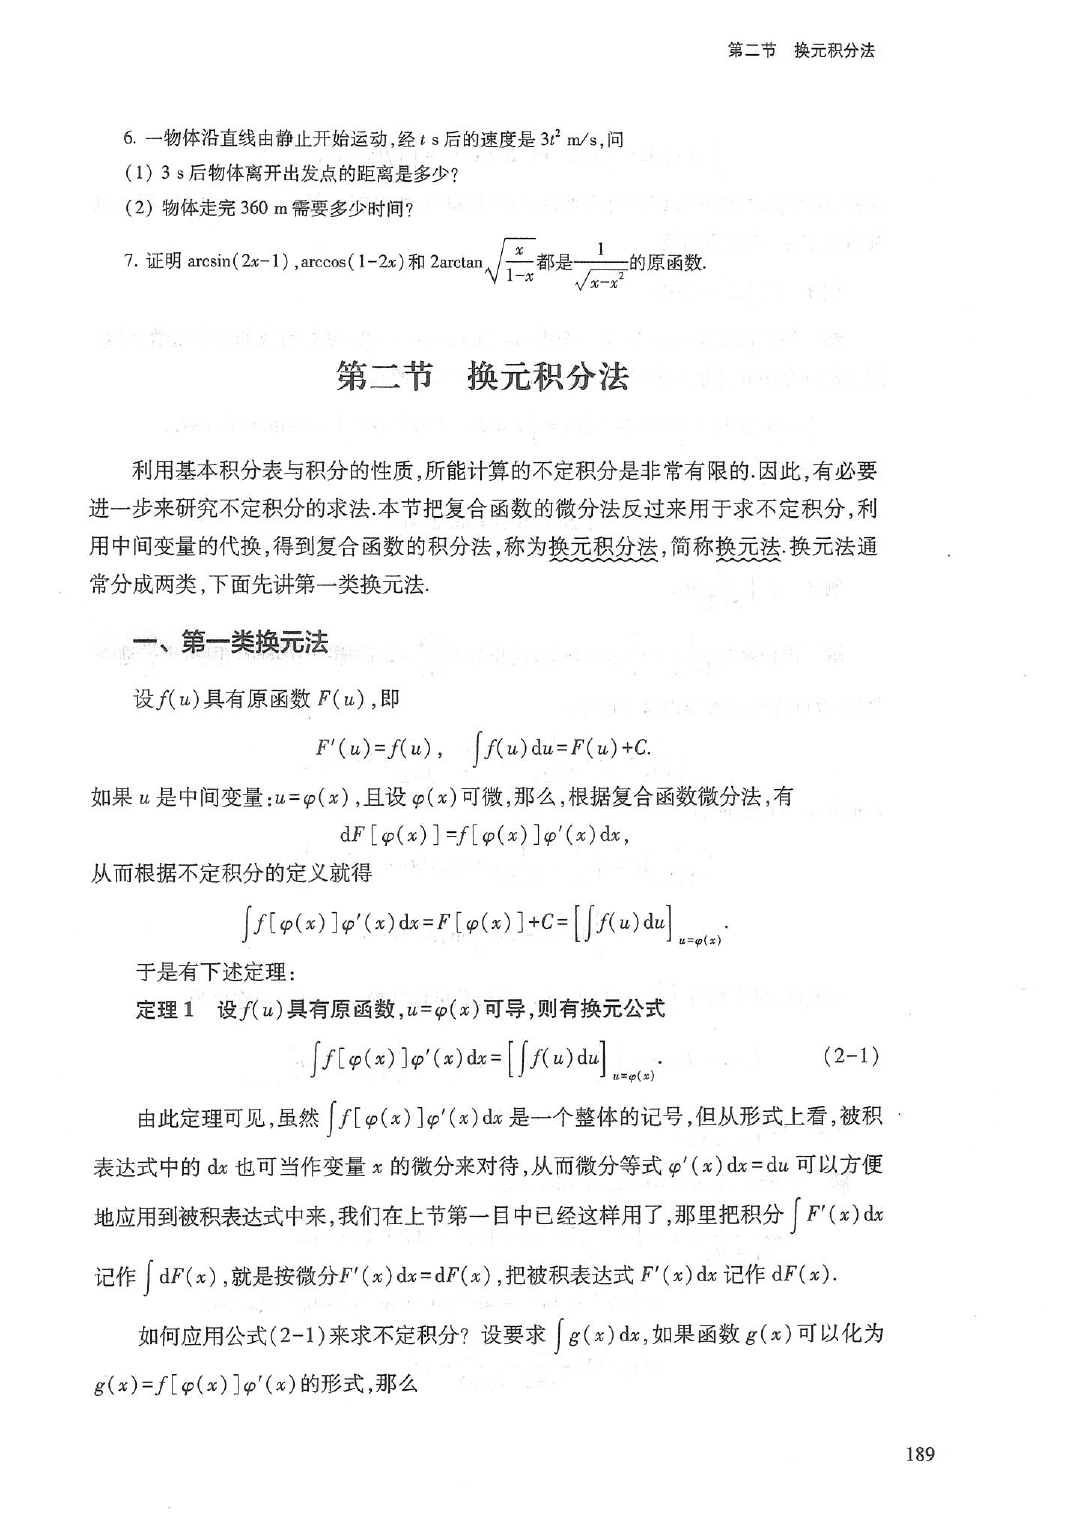 第二节 换元积分法
6. 一物体沿直线由静止开始运动,经 t s 后的速度是 3t² m/s,问
(1) 3 s 后物体离开出发点的距离是多少?
(2) 物体走完 360 m 需要多少时间?
7. 证明 arcsin(2x-1),arccos(1-2x)和 2arctan√(x/(1-x))都是 1/√(x-x²) 的原函数.
第二节 换元积分法
利用基本积分表与积分的性质,所能计算的不定积分是非常有限的.因此,有必要
进一步来研究不定积分的求法.本节把复合函数的微分法反过来用于求不定积分,利
用中间变量的代换,得到复合函数的积分法,称为换元积分法,简称换元法.换元法通
常分成两类,下面先讲第一类换元法.
一、第一类换元法
设 f(u)具有原函数 F(u),即
F′(u)=f(u), ∫f(u)du=F(u)+C.
如果 u 是中间变量:u=φ(x),且设 φ(x)可微,那么,根据复合函数微分法,有
dF[φ(x)]=f[φ(x)]φ′(x)dx,
从而根据不定积分的定义就得
∫f[φ(x)]φ′(x)dx=F[φ(x)]+C=[∫f(u)du]u=φ(x).
于是有下述定理:
定理 1 设 f(u)具有原函数,u=φ(x)可导,则有换元公式
∫f[φ(x)]φ′(x)dx=[∫f(u)du]u=φ(x). (2-1)
由此定理可见,虽然∫f[φ(x)]φ′(x)dx 是一个整体的记号,但从形式上看,被积
表达式中的 dx 也可当作变量 x 的微分来对待,从而微分等式 φ′(x)dx=du 可以方便
地应用到被积表达式中来,我们在上节第一目中已经这样用了,那里把积分∫F′(x)dx
记作∫dF(x),就是按微分F′(x)dx=dF(x),把被积表达式 F′(x)dx 记作 dF(x).
如何应用公式(2-1)来求不定积分? 设要求∫g(x)dx,如果函数 g(x)可以化为
g(x)=f[φ(x)]φ′(x)的形式,那么
189